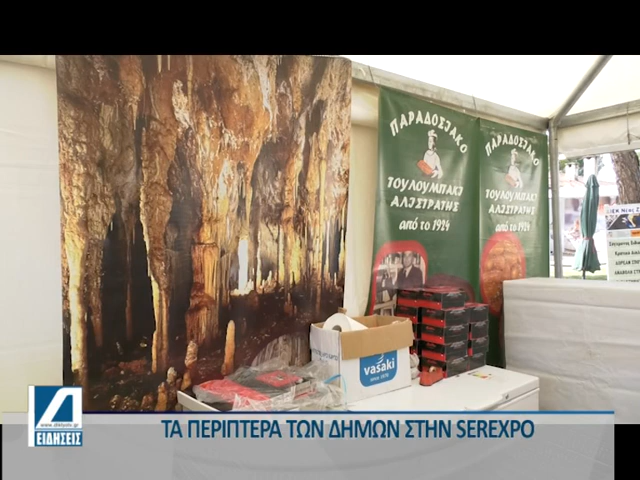 ΠΑΡΑΔΟΣΙΑΚΟ
ΤΟΥΛΟΥΜΠΑΚΙ
ΑΛΙΣΤΡΑΤΗΣ
από το 1924
ΠΑΡΑΔΟΣΙΑΚΟ
ΤΟΥΛΟΥΜΠΑΚΙ
ΑΛΙΣΤΡΑΤΗΣ
από το 1924
vasaki
ΕΙΔΗΣΕΙΣ
ΤΑ ΠΕΡΙΠΤΕΡΑ ΤΩΝ ΔΗΜΩΝ ΣΤΗΝ SEREXPO